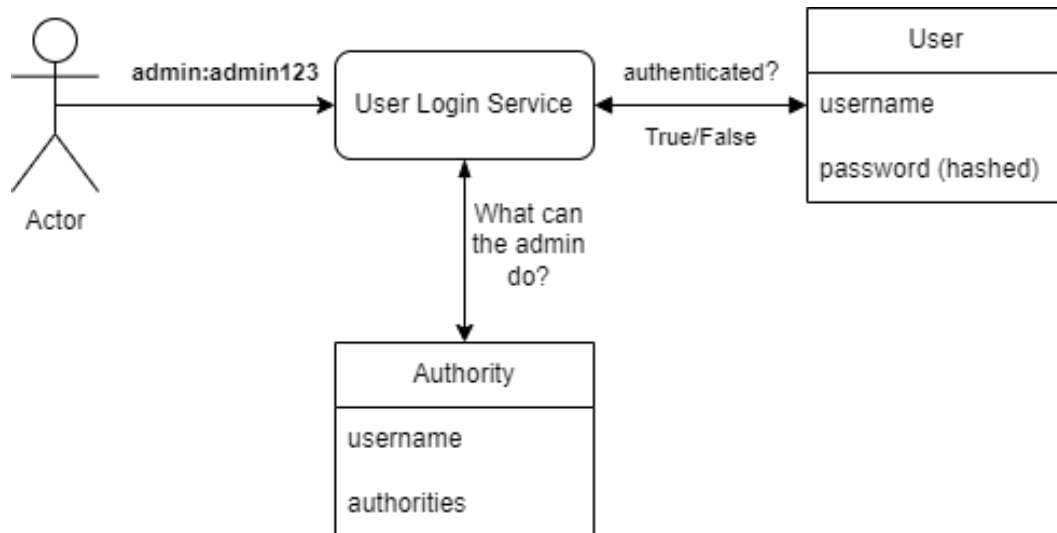 admin:admin123
User Login Service
authenticated?
True/False
User
username
password (hashed)
Actor
What can
the admin
do?
Authority
username
authorities